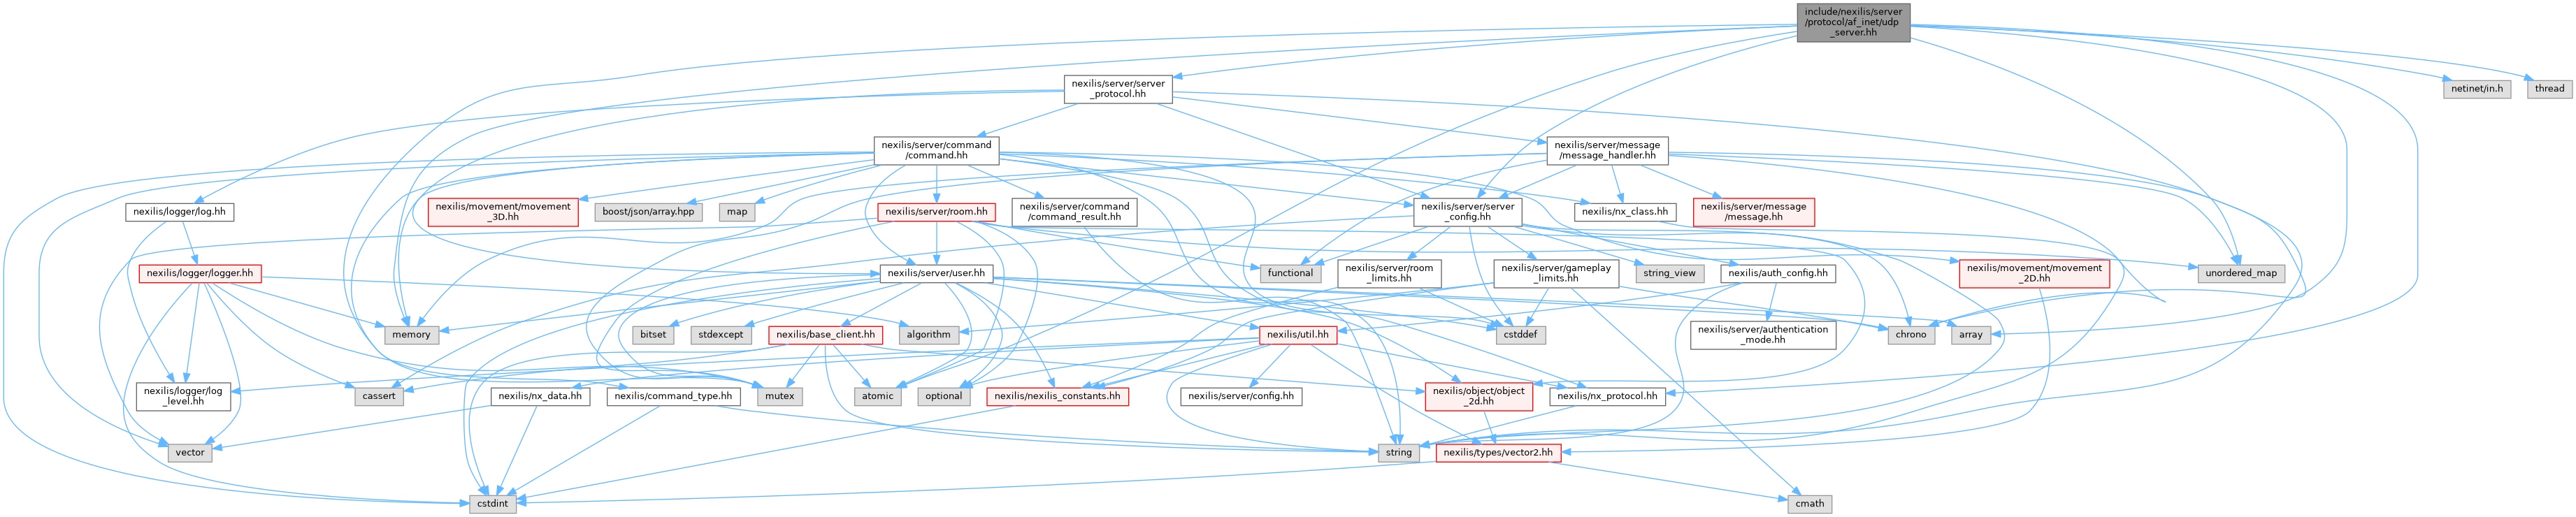 include/nexilis/server
/protocol/af_inet/udp
_server.hh
nexilis/server/server
_protocol.hh
netinet/in.h
thread
nexilis/server/command
/command.hh
nexilis/server/message
/message_handler.hh
nexilis/logger/log.hh
nexilis/movement/movement
_3D.hh
boost/json/array.hpp
map
nexilis/server/room.hh
nexilis/server/command
/command_result.hh
nexilis/server/server
_config.hh
nexilis/nx_class.hh
nexilis/server/message
/message.hh
nexilis/logger/logger.hh
nexilis/server/user.hh
functional
nexilis/server/room
_limits.hh
nexilis/server/gameplay
_limits.hh
string_view
nexilis/auth_config.hh
nexilis/movement/movement
_2D.hh
unordered_map
memory
bitset
stdexcept
nexilis/base_client.hh
algorithm
nexilis/util.hh
cstddef
nexilis/server/authentication
_mode.hh
chrono
array
nexilis/logger/log
_level.hh
cassert
nexilis/nx_data.hh
nexilis/command_type.hh
mutex
atomic
optional
nexilis/nexilis_constants.hh
nexilis/server/config.hh
nexilis/object/object
_2d.hh
nexilis/nx_protocol.hh
vector
string
nexilis/types/vector2.hh
cstdint
cmath